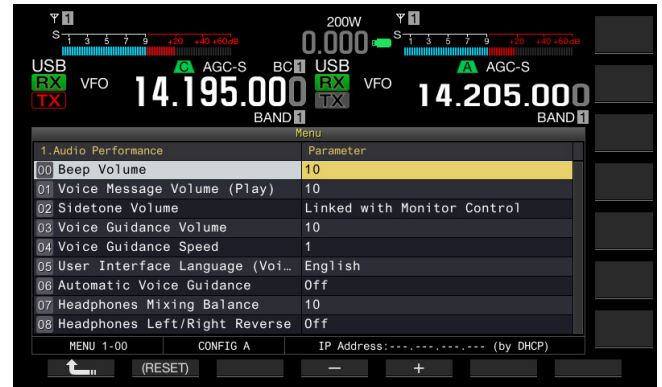 1 200W 1
S 1 3 5 7 9 +20 +40 +60dB 0.000 S 1 3 5 7 9 +20 +40 +60dB
USB C AGC-S BC1 USB A AGC-S
RX VFO 14.195.000 RX VFO 14.205.000
TX TX
BAND 1 BAND 1
Menu
1.Audio Performance Parameter
00 Beep Volume 10
01 Voice Message Volume (Play) 10
02 Sidetone Volume Linked with Monitor Control
03 Voice Guidance Volume 10
04 Voice Guidance Speed 1
05 User Interface Language (Voi… English
06 Automatic Voice Guidance Off
07 Headphones Mixing Balance 10
08 Headphones Left/Right Reverse Off
MENU 1-00 CONFIG A IP Address:---.---.---.--- (by DHCP)
(RESET) − +